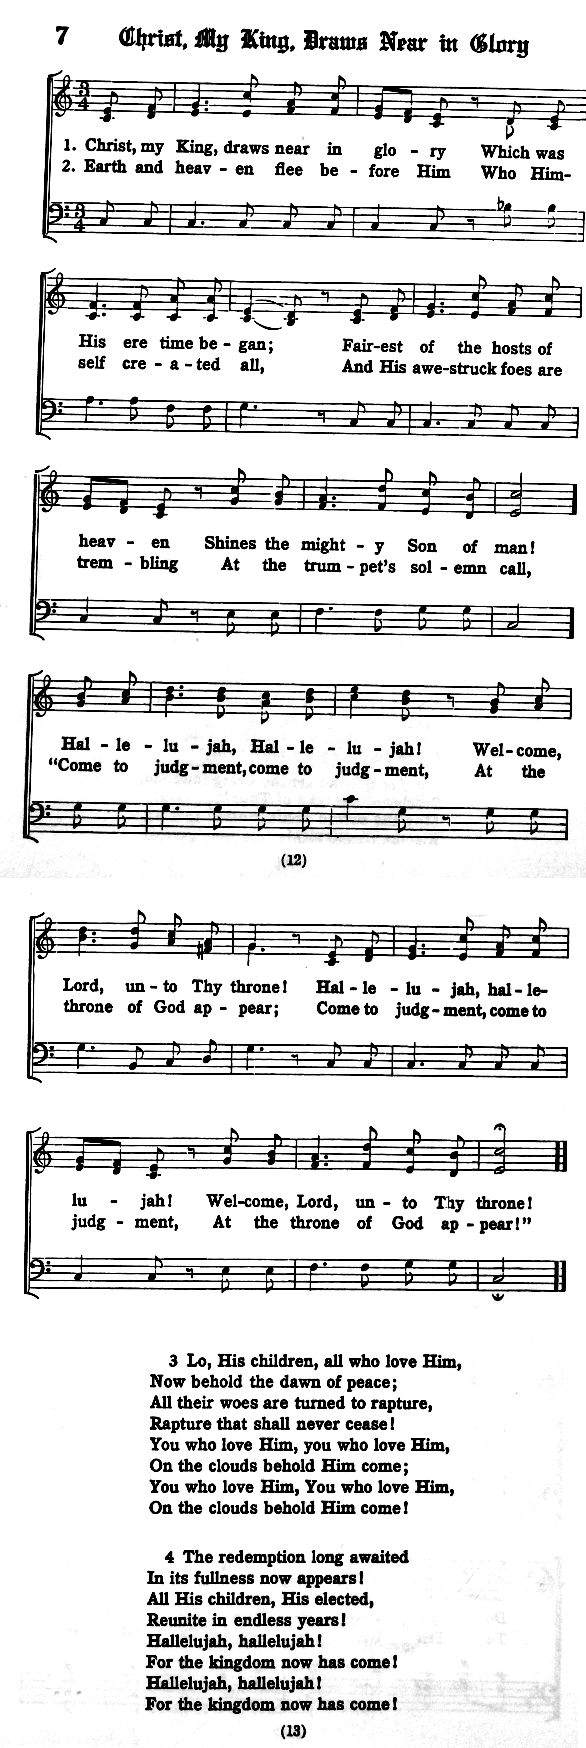 7 Christ, My King, Draws Near in Glory
1. Christ, my King, draws near in glo - ry Which was
2. Earth and heav - en flee be - fore Him Who Him-
His ere time be - gan; Fair-est of the hosts of
self cre - a - ted all, And His awe-struck foes are
heav - en Shines the might - y Son of man!
trem - bling At the trum - pet's sol - emn call,
Hal - le - lu - jah, Hal - le - lu - jah! Wel-come,
"Come to judg-ment, come to judg-ment, At the
(12)
Lord, un-to Thy throne! Hal - le - lu - jah, hal-le-
throne of God ap - pear; Come to judg-ment, come to
lu - jah! Wel-come, Lord, un - to Thy throne!
judg - ment, At the throne of God ap - pear!"
3 Lo, His children, all who love Him,
Now behold the dawn of peace;
All their woes are turned to rapture,
Rapture that shall never cease!
You who love Him, you who love Him,
On the clouds behold Him come;
You who love Him, You who love Him,
On the clouds behold Him come!
4 The redemption long awaited
In its fullness now appears!
All His children, His elected,
Reunite in endless years!
Hallelujah, hallelujah!
For the kingdom now has come!
Hallelujah, hallelujah!
For the kingdom now has come!
(13)